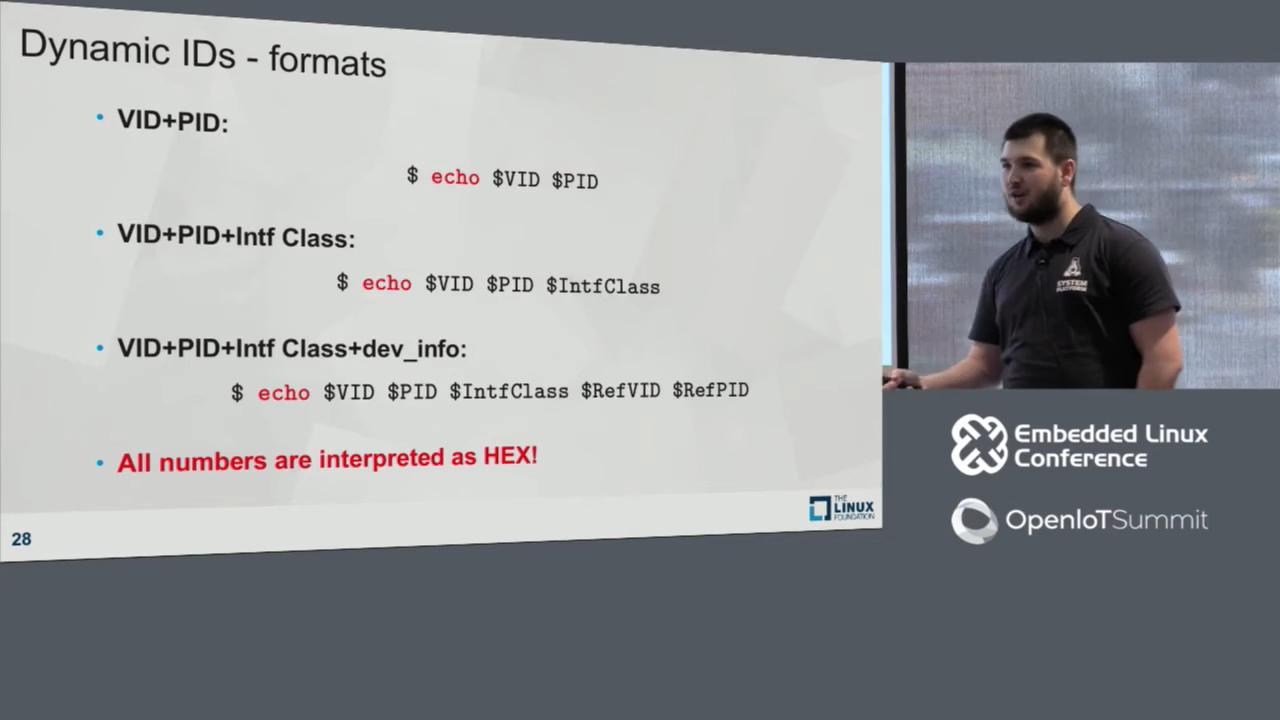 Dynamic IDs - formats
• VID+PID:
$ echo $VID $PID
• VID+PID+Intf Class:
$ echo $VID $PID $IntfClass
• VID+PID+Intf Class+dev_info:
$ echo $VID $PID $IntfClass $RefVID $RefPID
• All numbers are interpreted as HEX!
28
THE
LINUX
FOUNDATION
SYSTEM
PLATFORM
Embedded Linux
Conference
OpenIoTSummit